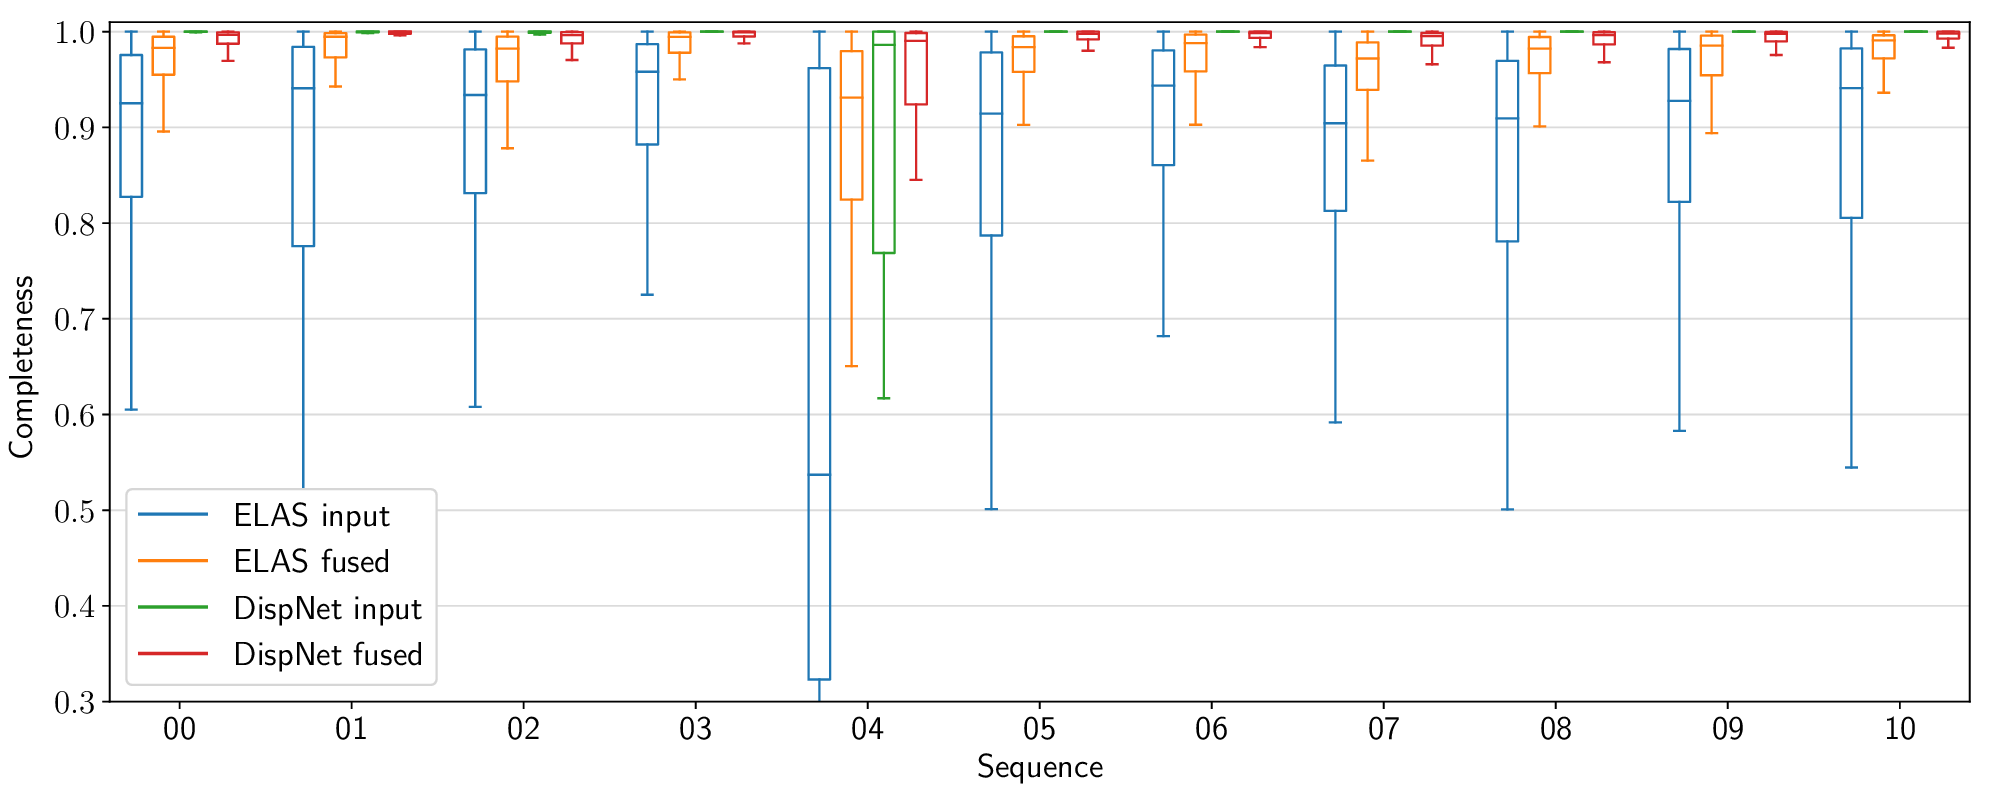 Completeness
1.0
0.9
0.8
0.7
0.6
0.5
0.4
0.3
ELAS input
ELAS fused
DispNet input
DispNet fused
00 01 02 03 04 05 06 07 08 09 10
Sequence